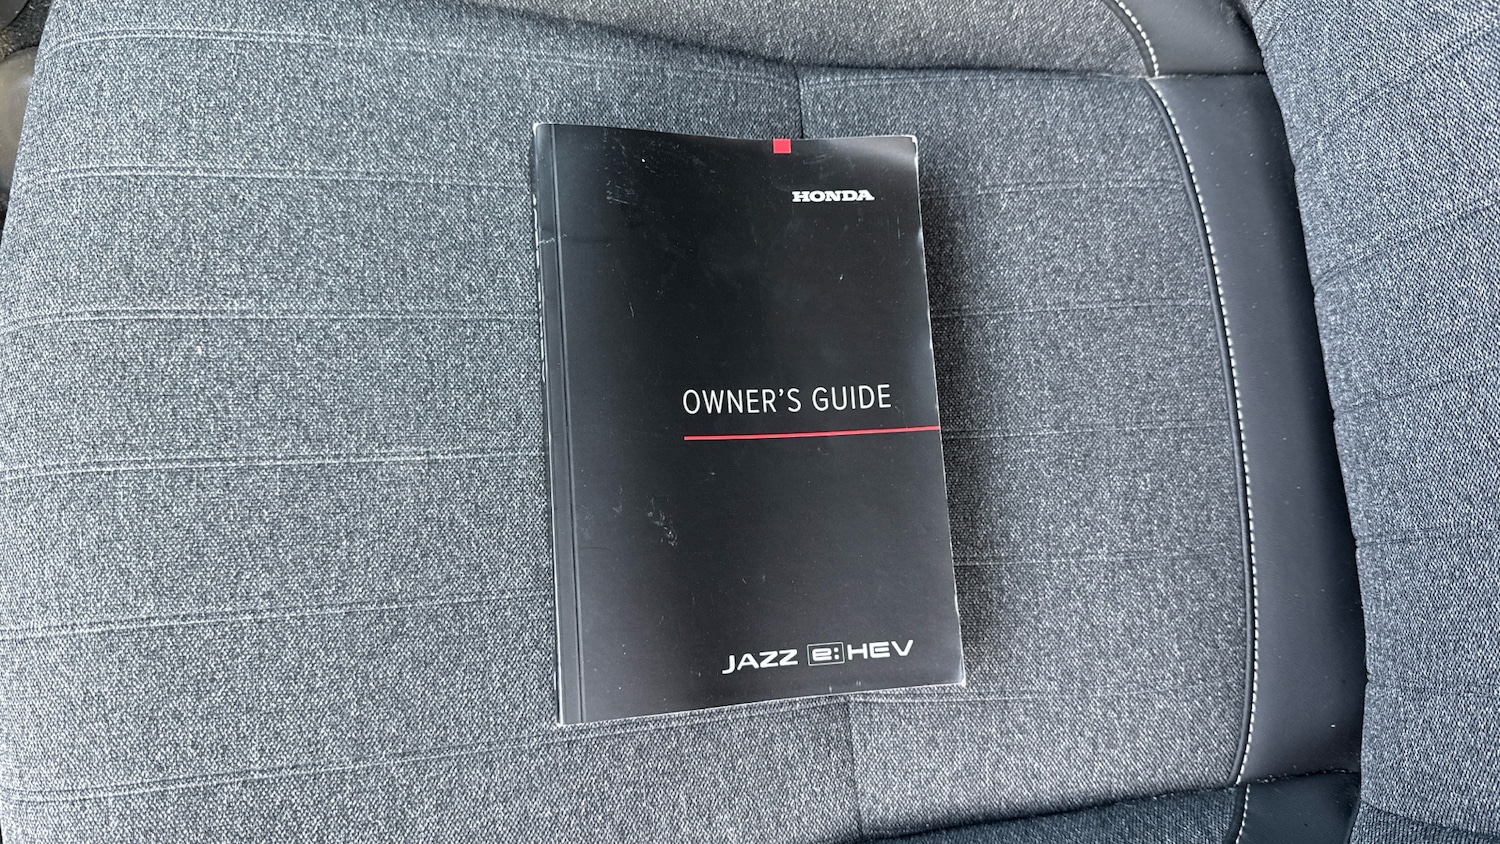 HONDA
OWNER'S GUIDE
JAZZ e:HEV